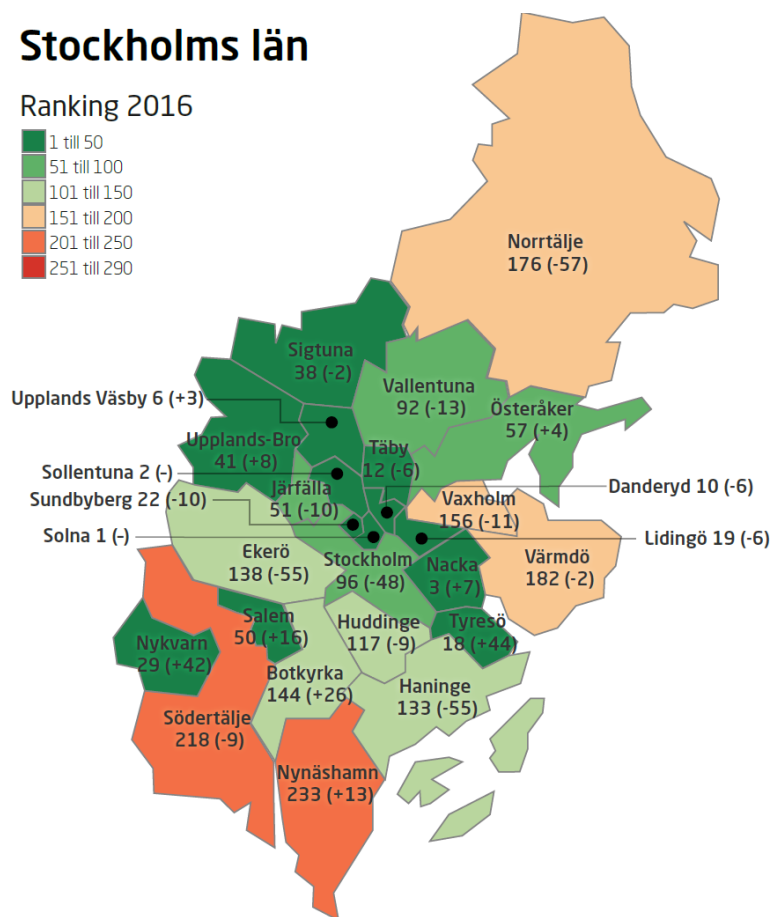 Stockholms län
Ranking 2016
1 till 50
51 till 100
101 till 150
151 till 200
201 till 250
251 till 290
Norrtälje
176 (-57)
Sigtuna
38 (-2)
Vallentuna
92 (-13)
Österåker
57 (+4)
Upplands Väsby 6 (+3)
Upplands-Bro
41 (+8)
Täby
12 (-6)
Sollentuna 2 (-)
Järfälla
51 (-10)
Danderyd 10 (-6)
Sundbyberg 22 (-10)
Vaxholm
156 (-11)
Solna 1 (-)
Lidingö 19 (-6)
Ekerö
138 (-55)
Stockholm
96 (-48)
Nacka
3 (+7)
Värmdö
182 (-2)
Salem
50 (+16)
Huddinge
117 (-9)
Tyresö
18 (+44)
Nykvarn
29 (+42)
Botkyrka
144 (+26)
Haninge
133 (-55)
Södertälje
218 (-9)
Nynäshamn
233 (+13)